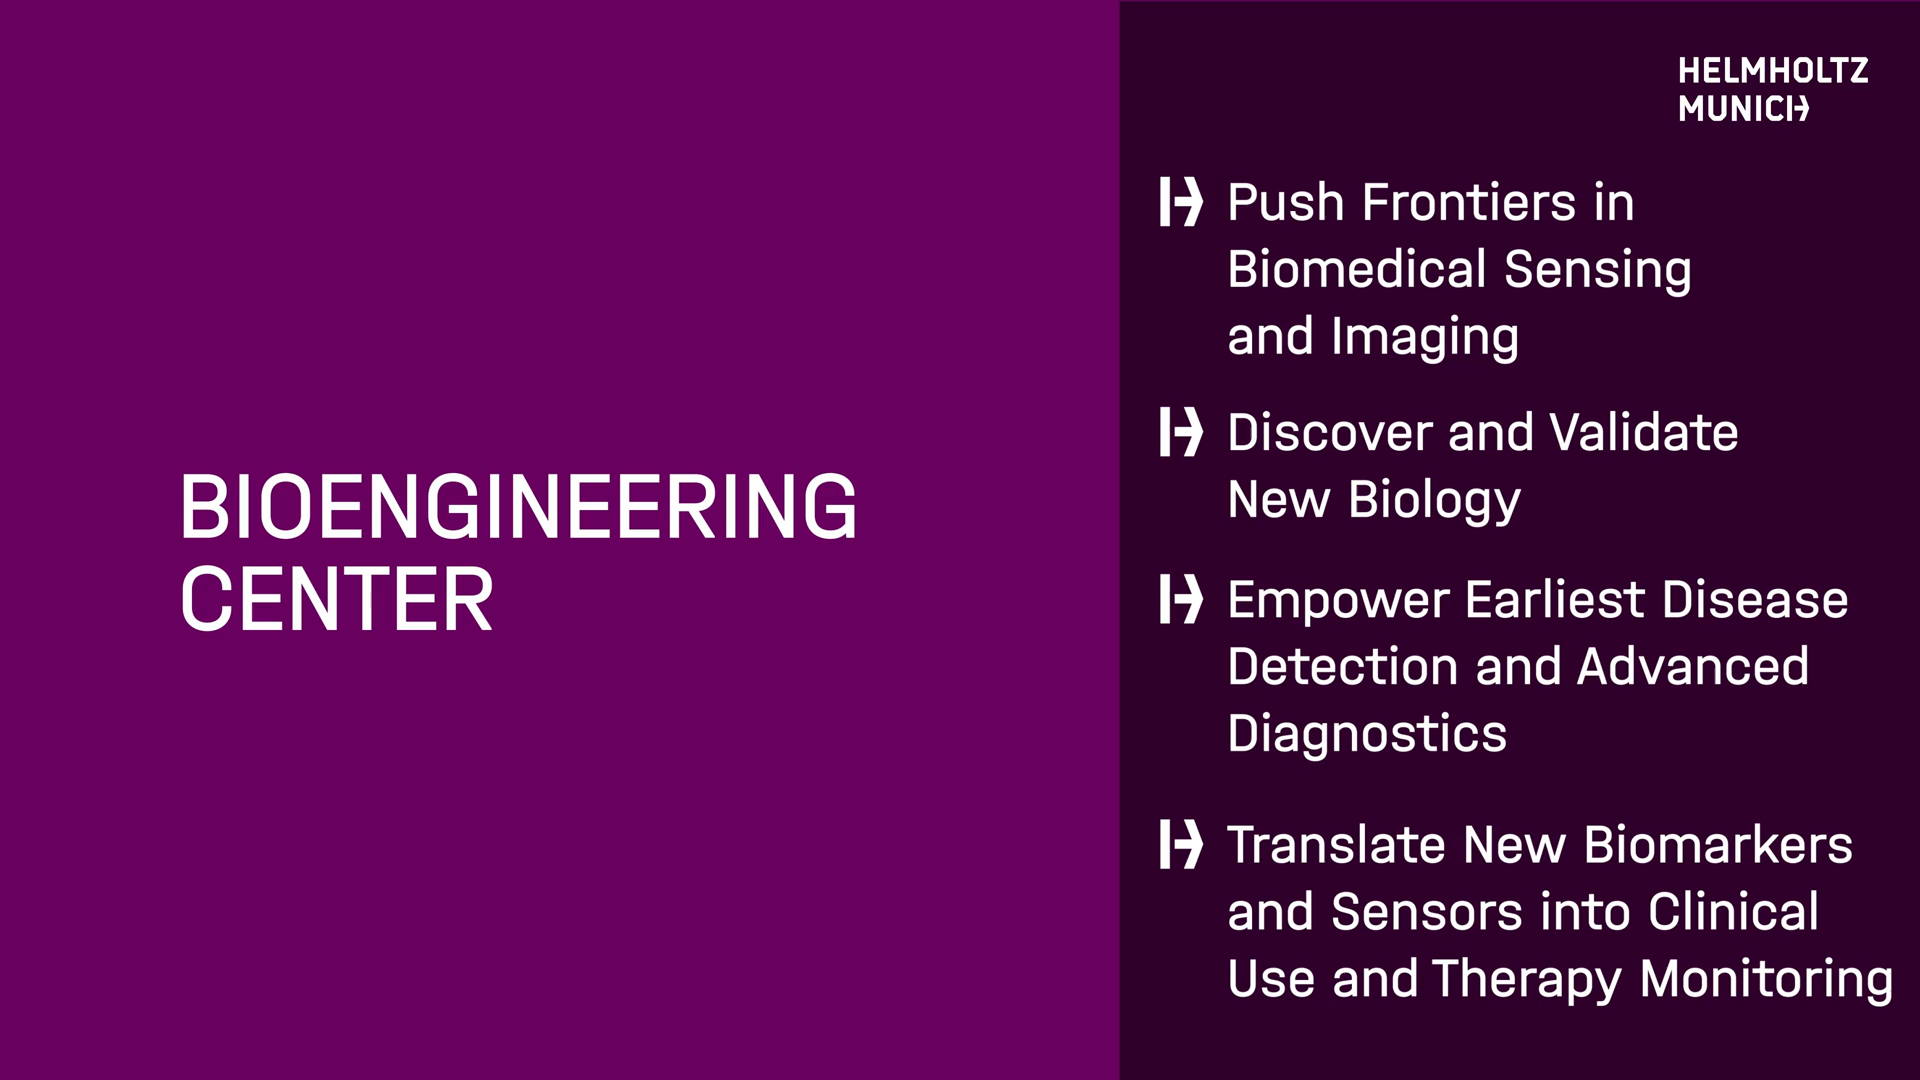 BIOENGINEERING
CENTER
HELMHOLTZ
MUNICH
Push Frontiers in
Biomedical Sensing
and Imaging
Discover and Validate
New Biology
Empower Earliest Disease
Detection and Advanced
Diagnostics
Translate New Biomarkers
and Sensors into Clinical
Use and Therapy Monitoring